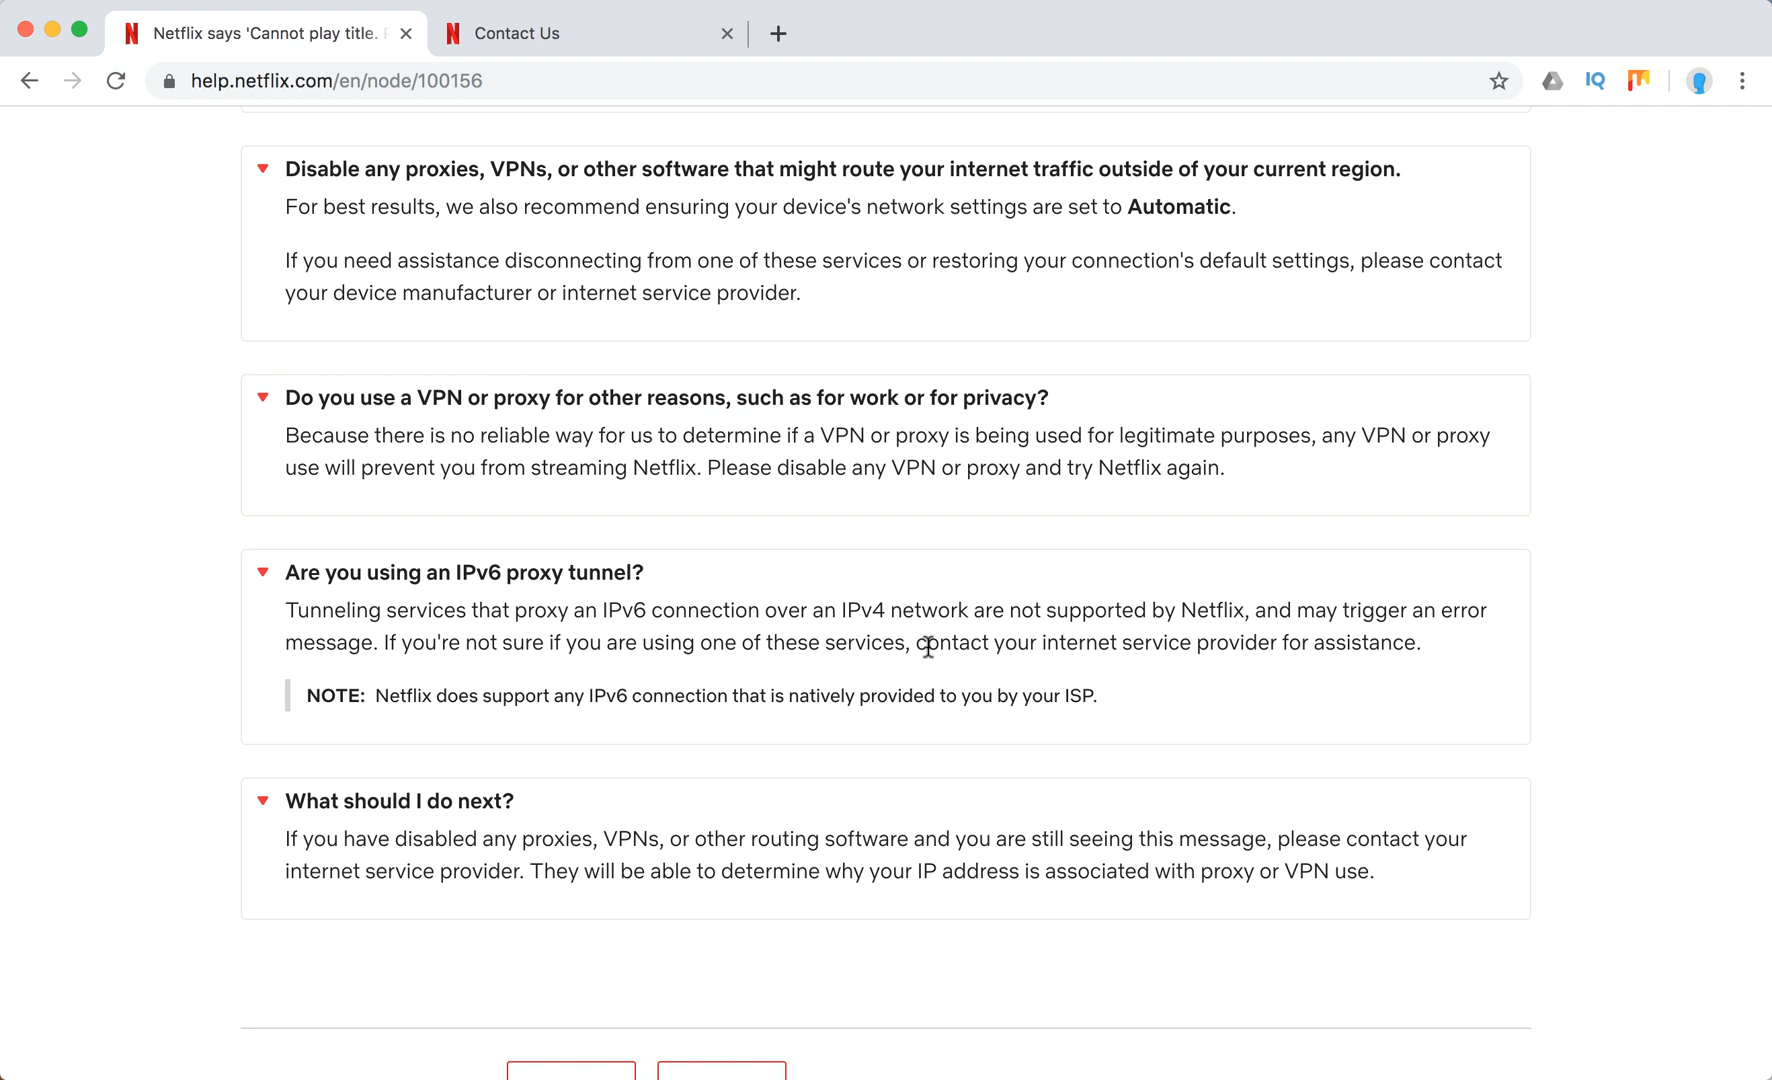 Netflix says 'Cannot play title.
Contact Us
help.netflix.com/en/node/100156
IQ
Disable any proxies, VPNs, or other software that might route your internet traffic outside of your current region.
For best results, we also recommend ensuring your device's network settings are set to Automatic.
If you need assistance disconnecting from one of these services or restoring your connection's default settings, please contact
your device manufacturer or internet service provider.
Do you use a VPN or proxy for other reasons, such as for work or for privacy?
Because there is no reliable way for us to determine if a VPN or proxy is being used for legitimate purposes, any VPN or proxy
use will prevent you from streaming Netflix. Please disable any VPN or proxy and try Netflix again.
Are you using an IPv6 proxy tunnel?
Tunneling services that proxy an IPv6 connection over an IPv4 network are not supported by Netflix, and may trigger an error
message. If you're not sure if you are using one of these services, contact your internet service provider for assistance.
NOTE: Netflix does support any IPv6 connection that is natively provided to you by your ISP.
What should I do next?
If you have disabled any proxies, VPNs, or other routing software and you are still seeing this message, please contact your
internet service provider. They will be able to determine why your IP address is associated with proxy or VPN use.